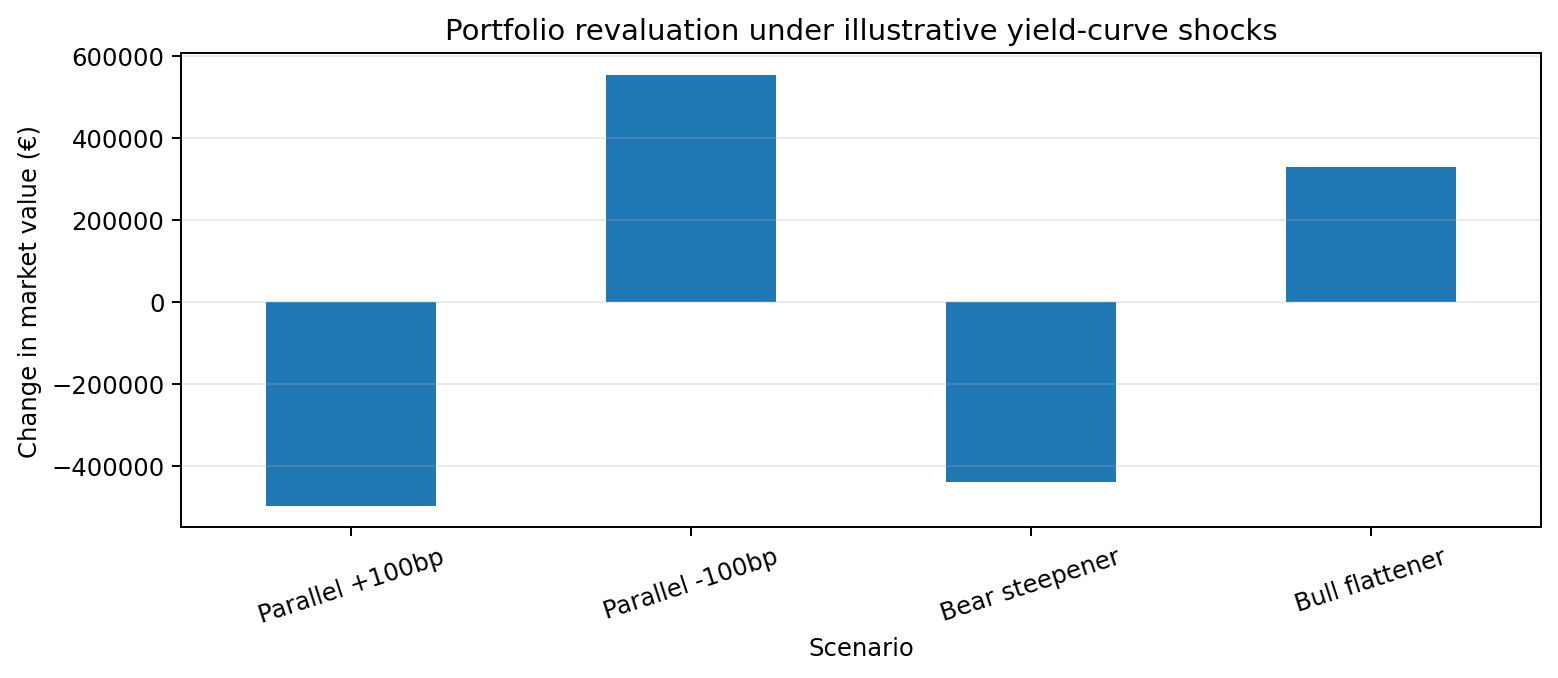 Portfolio revaluation under illustrative yield-curve shocks
Change in market value (€)
600000
400000
200000
0
−200000
−400000
Parallel +100bp
Parallel -100bp
Bear steepener
Bull flattener
Scenario